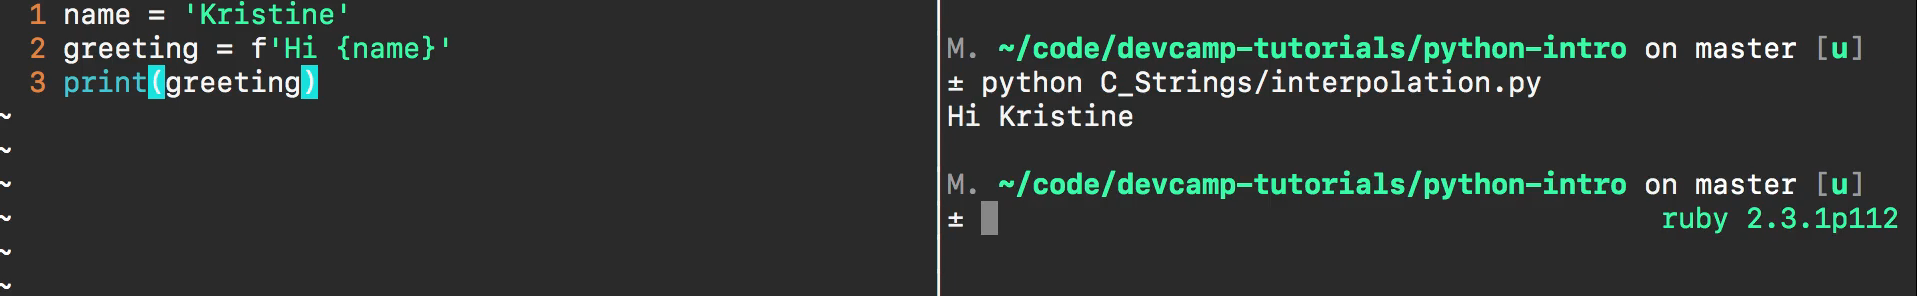 1 name = 'Kristine'
2 greeting = f'Hi {name}'
3 print(greeting)
~
~
~
~
~
~
M. ~/code/devcamp-tutorials/python-intro on master [u]
± python C_Strings/interpolation.py
Hi Kristine
M. ~/code/devcamp-tutorials/python-intro on master [u]
± ruby 2.3.1p112